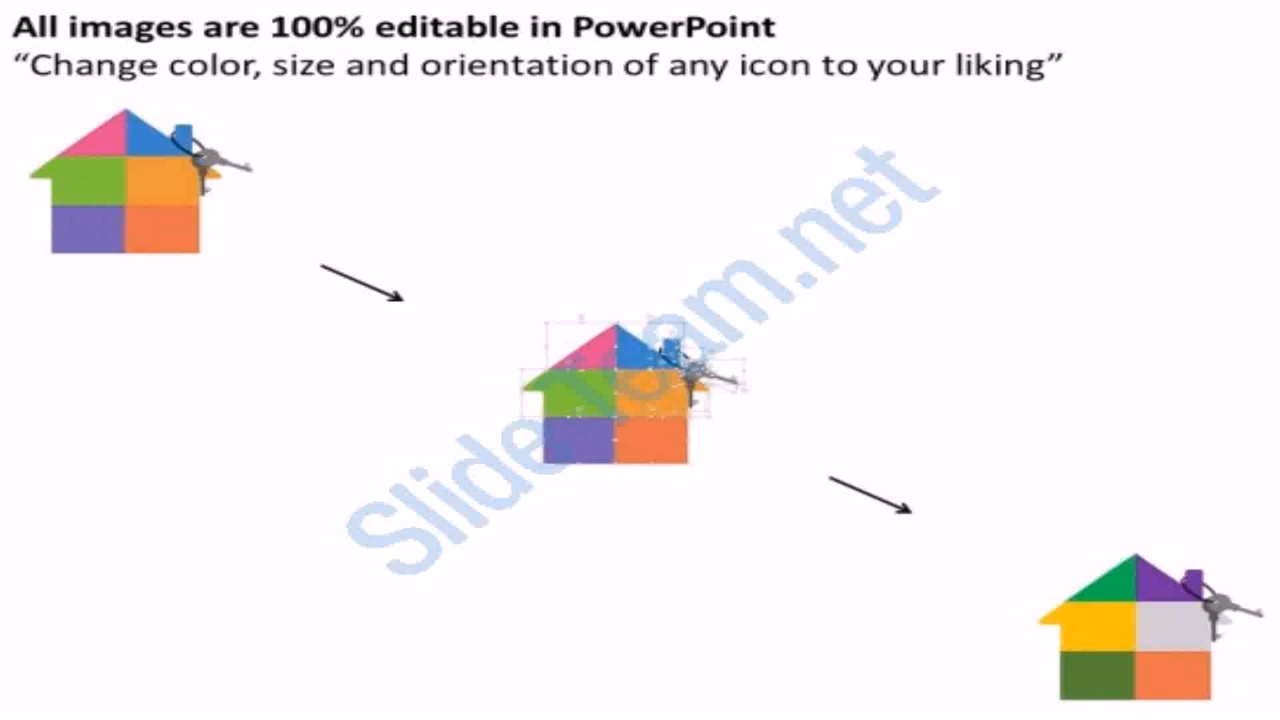 All images are 100% editable in PowerPoint
“Change color, size and orientation of any icon to your liking”
SlideTeam.net